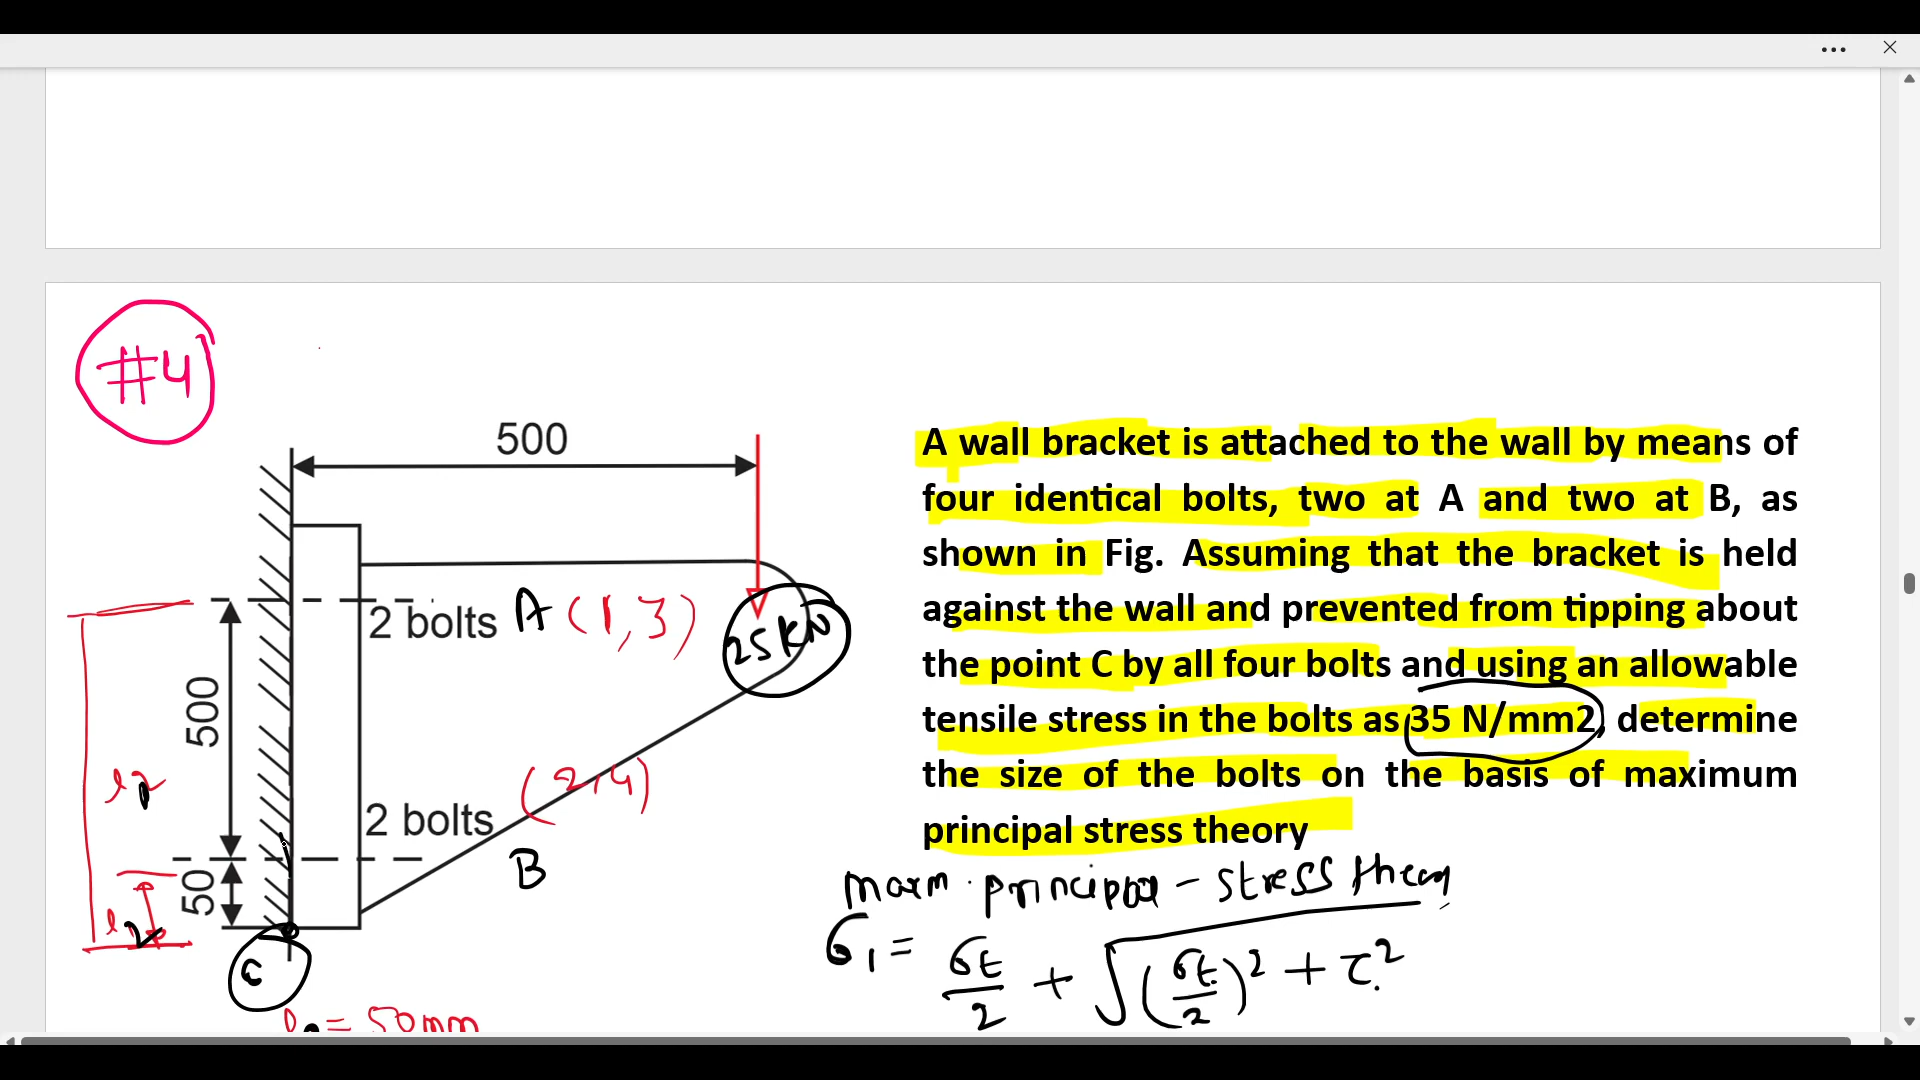 #4
500
A wall bracket is attached to the wall by means of
four identical bolts, two at A and two at B, as
shown in Fig. Assuming that the bracket is held
against the wall and prevented from tipping about
the point C by all four bolts and using an allowable
tensile stress in the bolts as 35 N/mm2, determine
the size of the bolts on the basis of maximum
principal stress theory
2 bolts A (1,3)
25 KN
500
l1
2 bolts (2,4)
B
50
l2
C
= 50mm
maxm. principal - stress theory
σ1 = σt/2 + √(σt/2)² + τ²